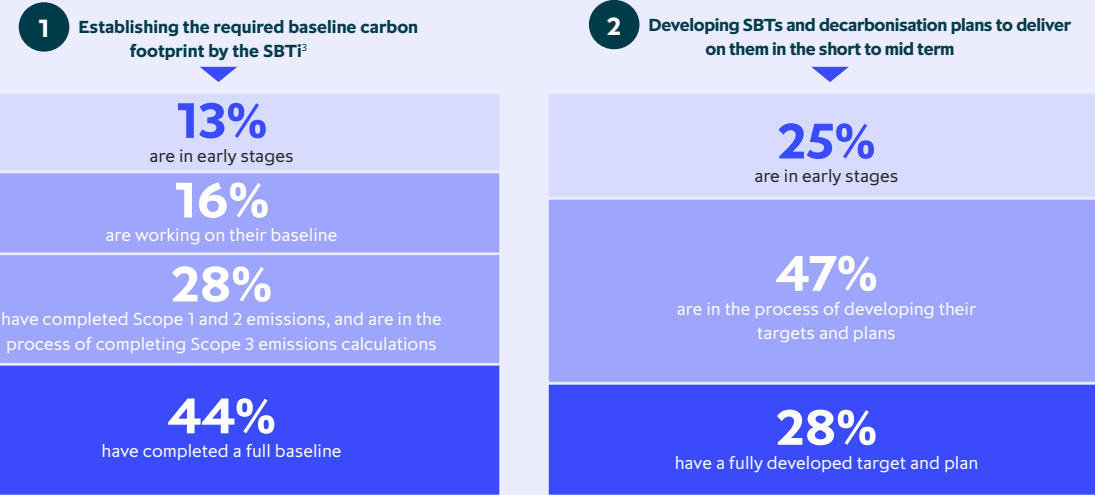 1
Establishing the required baseline carbon
footprint by the SBTi³
13%
are in early stages
16%
are working on their baseline
28%
have completed Scope 1 and 2 emissions, and are in the
process of completing Scope 3 emissions calculations
44%
have completed a full baseline
2
Developing SBTs and decarbonisation plans to deliver
on them in the short to mid term
25%
are in early stages
47%
are in the process of developing their
targets and plans
28%
have a fully developed target and plan